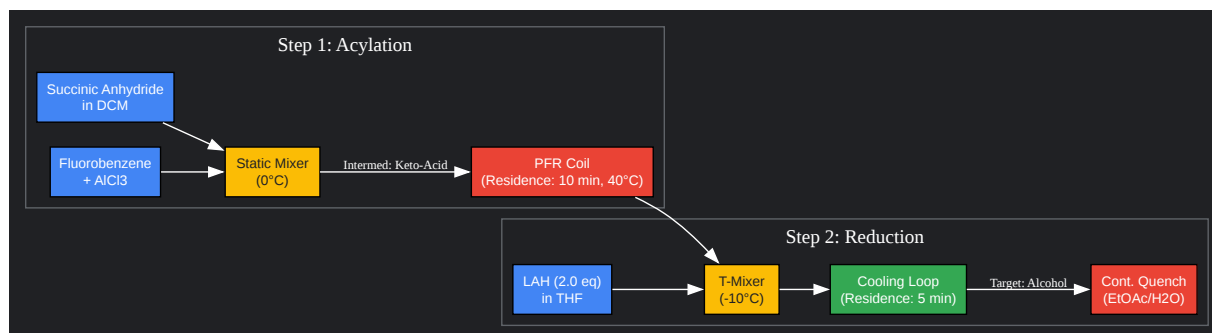 Step 1: Acylation
Succinic Anhydride
in DCM
Fluorobenzene
+ AlCl3
Static Mixer
(0°C)
Intermed: Keto-Acid
PFR Coil
(Residence: 10 min, 40°C)
Step 2: Reduction
LAH (2.0 eq)
in THF
T-Mixer
(-10°C)
Cooling Loop
(Residence: 5 min)
Target: Alcohol
Cont. Quench
(EtOAc/H2O)